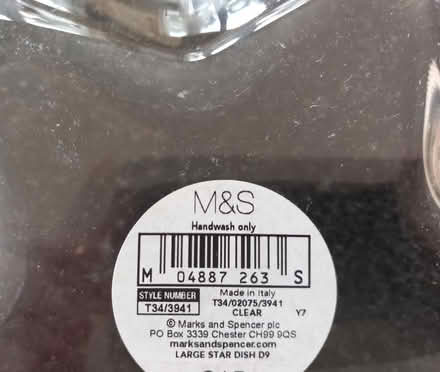 M&S
Handwash only
M 04887 263 S
STYLE NUMBER
T34/3941
Made in Italy
T34/02075/3941
CLEAR Y7
© Marks and Spencer plc
PO Box 3339 Chester CH99 9QS
marksandspencer.com
LARGE STAR DISH D9